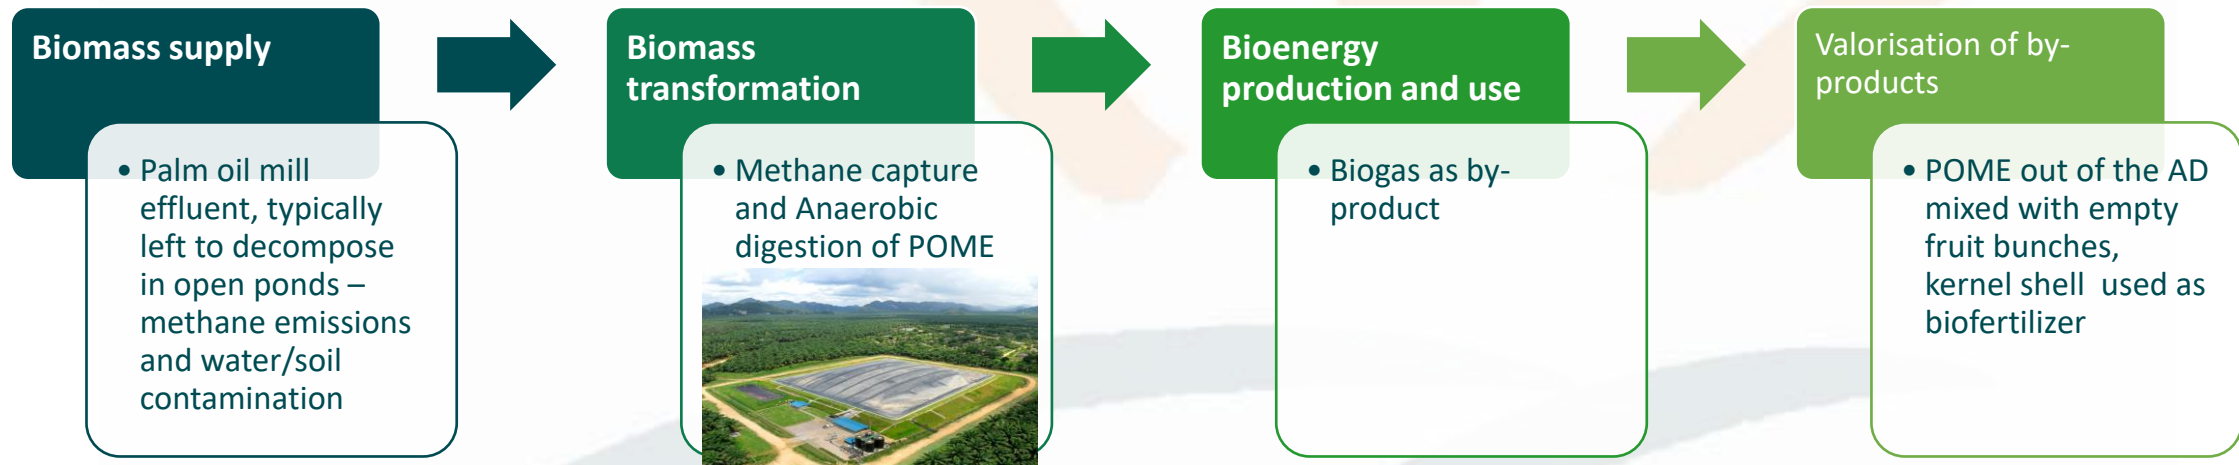 Biomass supply
• Palm oil mill
effluent, typically
left to decompose
in open ponds –
methane emissions
and water/soil
contamination
Biomass
transformation
• Methane capture
and Anaerobic
digestion of POME
Bioenergy
production and use
• Biogas as by-
product
Valorisation of by-
products
• POME out of the AD
mixed with empty
fruit bunches,
kernel shell  used as
biofertilizer